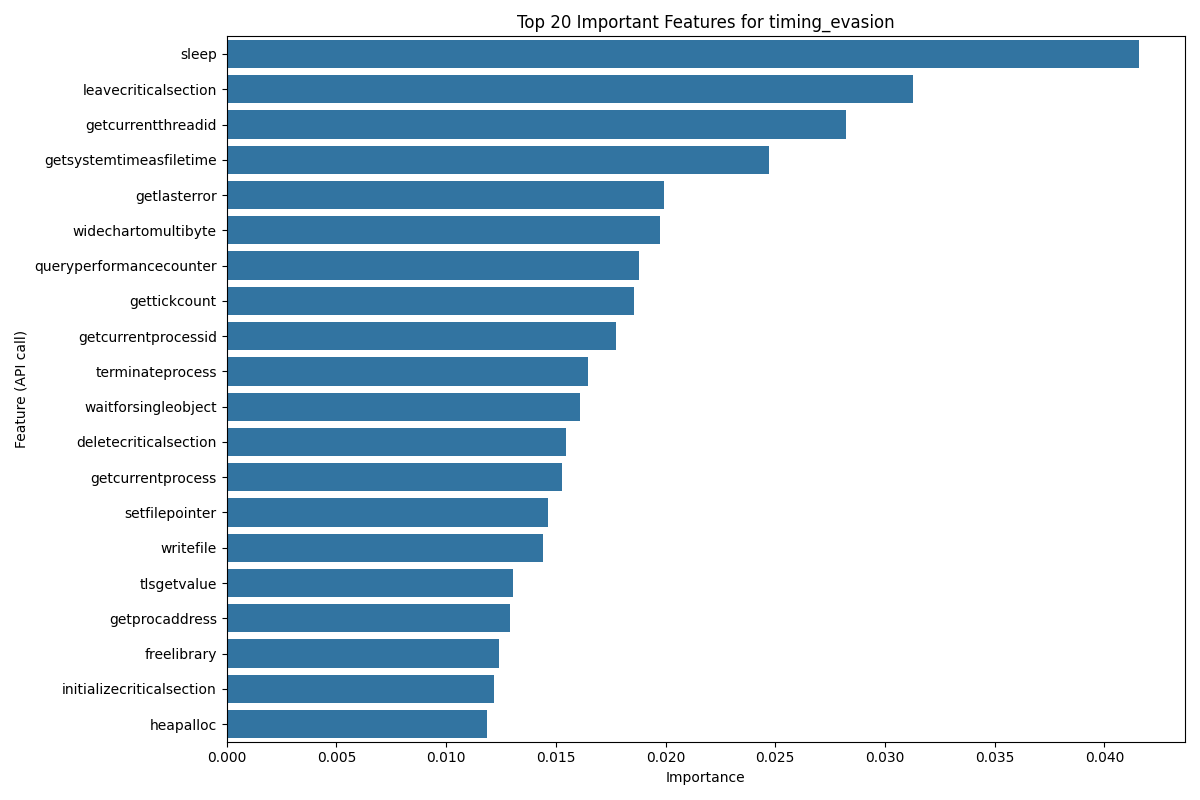 Top 20 Important Features for timing_evasion
sleep
leavecriticalsection
getcurrentthreadid
getsystemtimeasfiletime
getlasterror
widechartomultibyte
queryperformancecounter
gettickcount
getcurrentprocessid
terminateprocess
waitforsingleobject
deletecriticalsection
getcurrentprocess
setfilepointer
writefile
tlsgetvalue
getprocaddress
freelibrary
initializecriticalsection
heapalloc
Feature (API call)
0.000 0.005 0.010 0.015 0.020 0.025 0.030 0.035 0.040
Importance